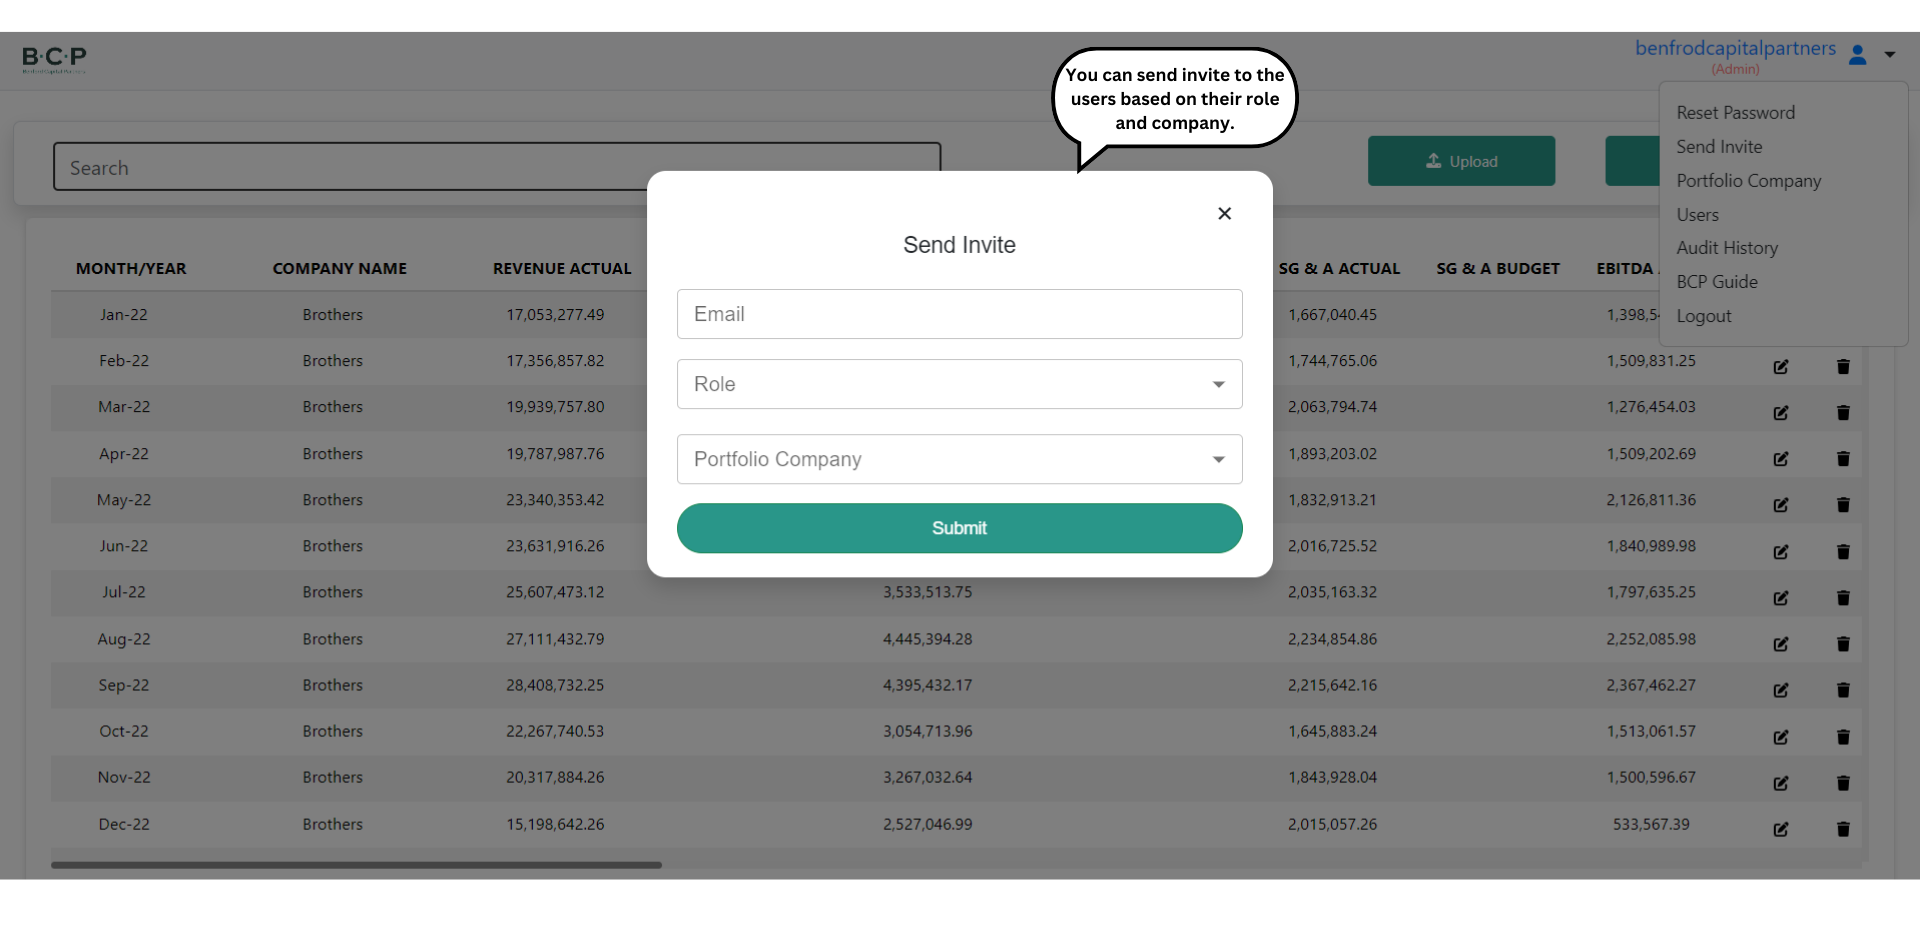 B·C·P
Benford Capital Partners
benfrodcapitalpartners
(Admin)
You can send invite to the
users based on their role
and company.
Reset Password
Send Invite
Portfolio Company
Users
Audit History
BCP Guide
Logout
Search
Upload
Send Invite
Email
Role
Portfolio Company
Submit
MONTH/YEAR COMPANY NAME REVENUE ACTUAL SG & A ACTUAL SG & A BUDGET EBITDA
Jan-22 Brothers 17,053,277.49 1,667,040.45 1,398,5
Feb-22 Brothers 17,356,857.82 1,744,765.06 1,509,831.25
Mar-22 Brothers 19,939,757.80 2,063,794.74 1,276,454.03
Apr-22 Brothers 19,787,987.76 1,893,203.02 1,509,202.69
May-22 Brothers 23,340,353.42 1,832,913.21 2,126,811.36
Jun-22 Brothers 23,631,916.26 2,016,725.52 1,840,989.98
Jul-22 Brothers 25,607,473.12 3,533,513.75 2,035,163.32 1,797,635.25
Aug-22 Brothers 27,111,432.79 4,445,394.28 2,234,854.86 2,252,085.98
Sep-22 Brothers 28,408,732.25 4,395,432.17 2,215,642.16 2,367,462.27
Oct-22 Brothers 22,267,740.53 3,054,713.96 1,645,883.24 1,513,061.57
Nov-22 Brothers 20,317,884.26 3,267,032.64 1,843,928.04 1,500,596.67
Dec-22 Brothers 15,198,642.26 2,527,046.99 2,015,057.26 533,567.39